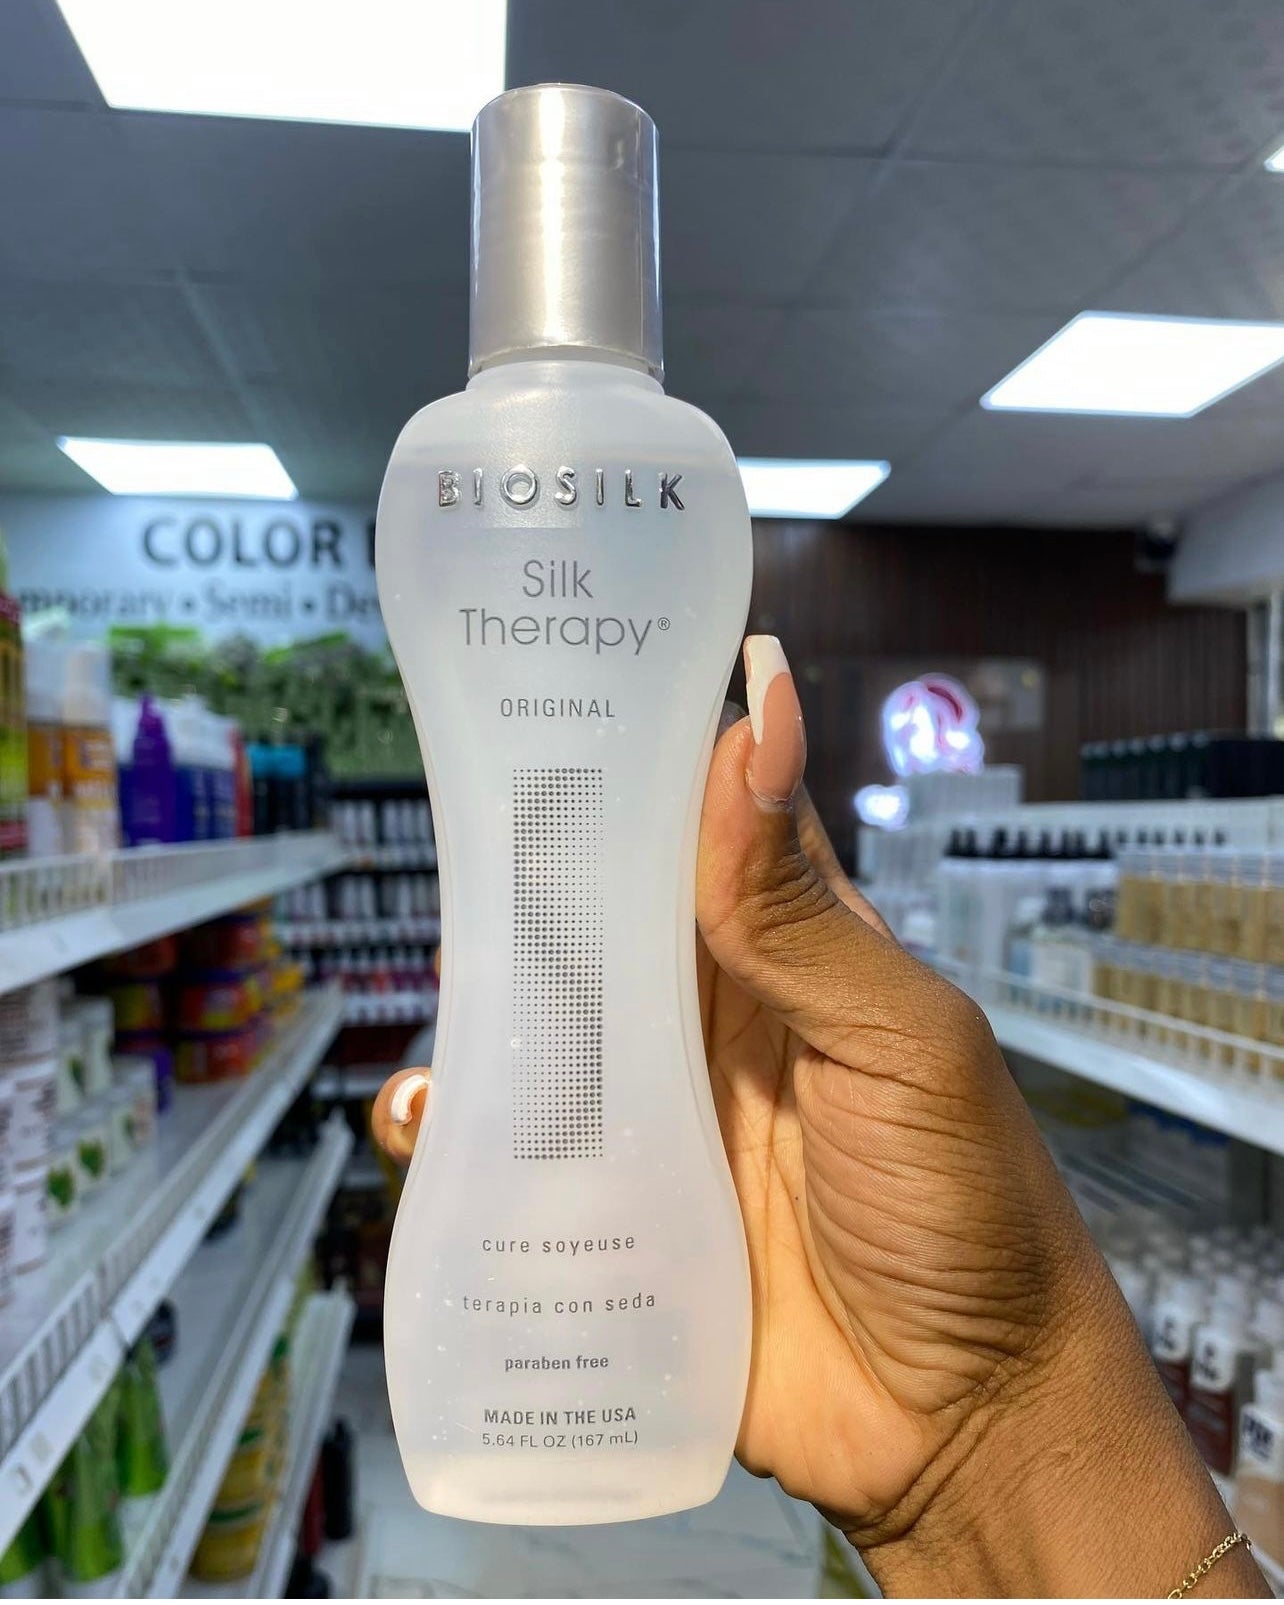 BIOSILK
Silk
Therapy®
ORIGINAL
cure soyeuse
terapia con seda
paraben free
MADE IN THE USA
5.64 FL OZ (167 mL)
COLOR
Semi •